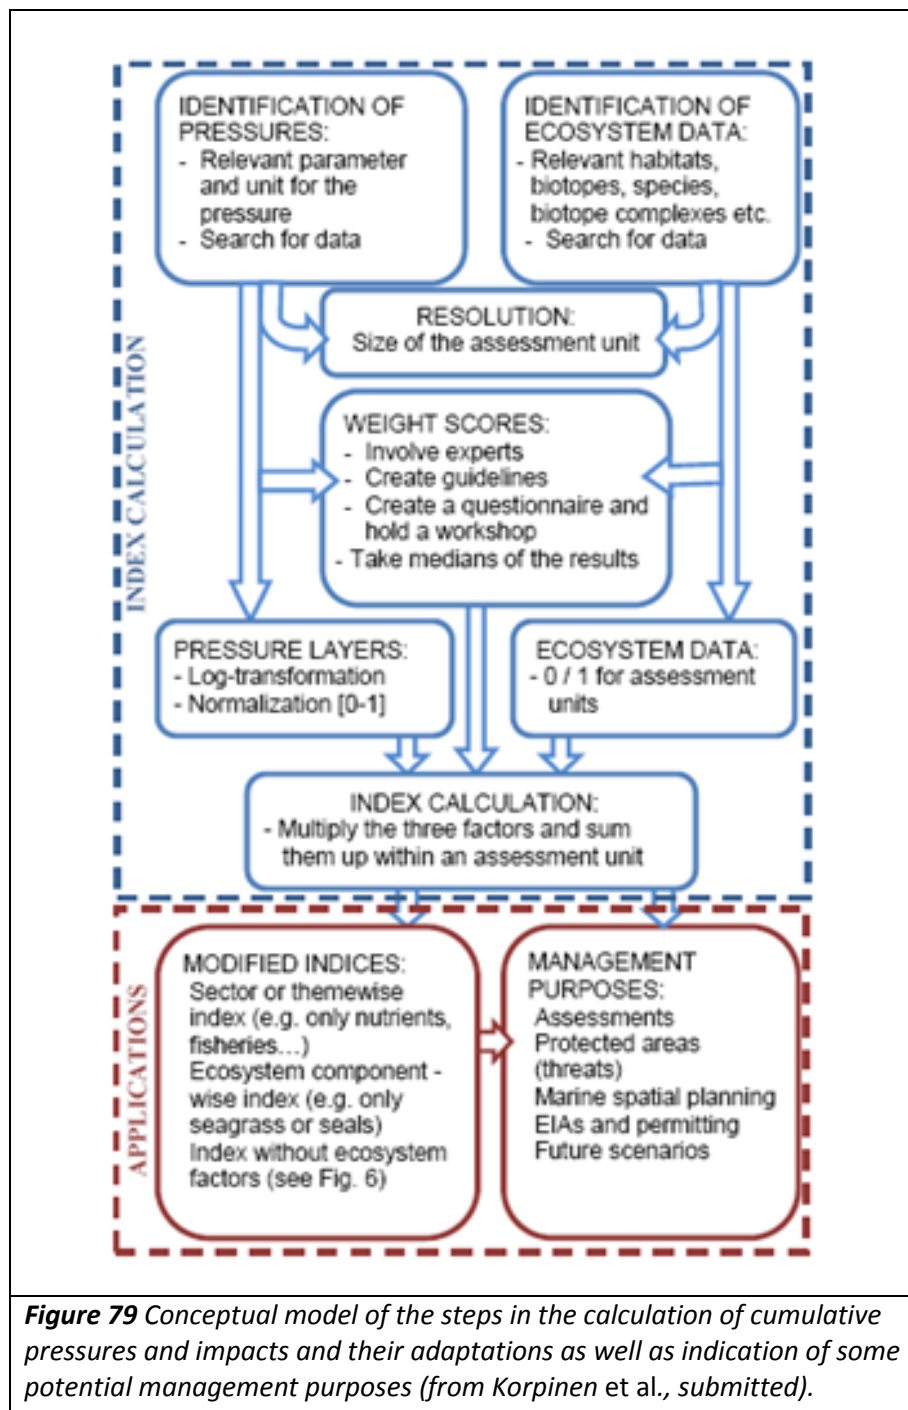 IDENTIFICATION OF
PRESSURES:
- Relevant parameter
and unit for the
pressure
- Search for data
IDENTIFICATION OF
ECOSYSTEM DATA:
- Relevant habitats,
biotopes, species,
biotope complexes etc.
- Search for data
RESOLUTION:
Size of the assessment unit
WEIGHT SCORES:
- Involve experts
- Create guidelines
- Create a questionnaire and
hold a workshop
- Take medians of the results
INDEX CALCULATION
PRESSURE LAYERS:
- Log-transformation
- Normalization [0-1]
ECOSYSTEM DATA:
- 0 / 1 for assessment
units
INDEX CALCULATION:
- Multiply the three factors and sum
them up within an assessment unit
APPLICATIONS
MODIFIED INDICES:
Sector or themewise
index (e.g. only nutrients,
fisheries...)
Ecosystem component -
wise index (e.g. only
seagrass or seals)
Index without ecosystem
factors (see Fig. 6)
MANAGEMENT
PURPOSES:
Assessments
Protected areas
(threats)
Marine spatial planning
EIAs and permitting
Future scenarios
Figure 79 Conceptual model of the steps in the calculation of cumulative
pressures and impacts and their adaptations as well as indication of some
potential management purposes (from Korpinen et al., submitted).